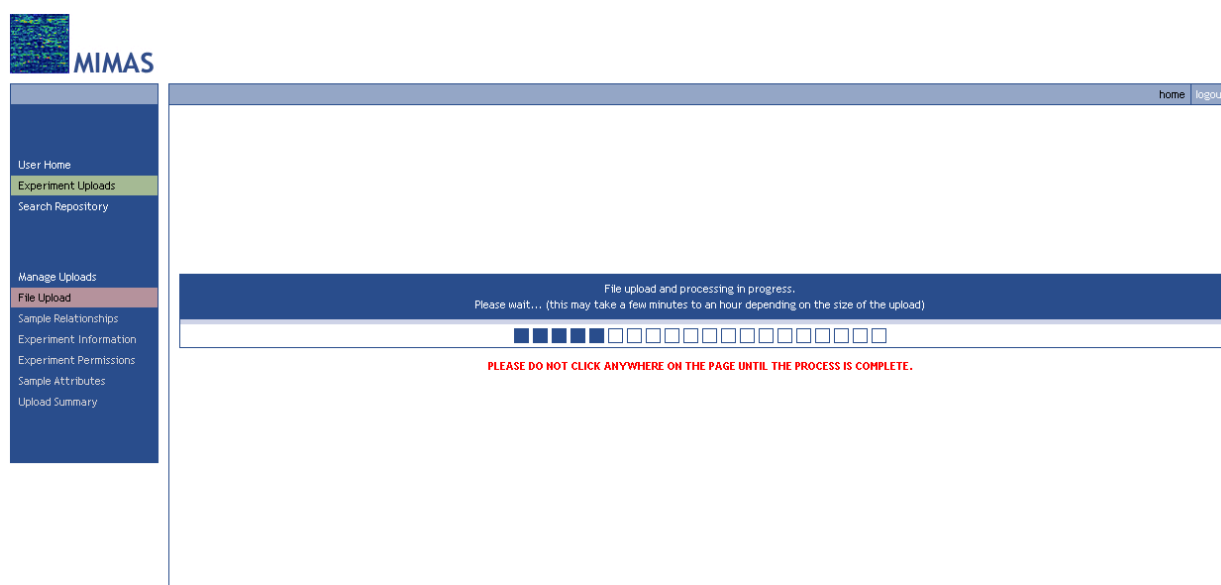 MIMAS
home
User Home
Experiment Uploads
Search Repository
Manage Uploads
File Upload
Sample Relationships
Experiment Information
Experiment Permissions
Sample Attributes
Upload Summary
File upload and processing in progress.
Please wait... (this may take a few minutes to an hour depending on the size of the upload)
PLEASE DO NOT CLICK ANYWHERE ON THE PAGE UNTIL THE PROCESS IS COMPLETE.